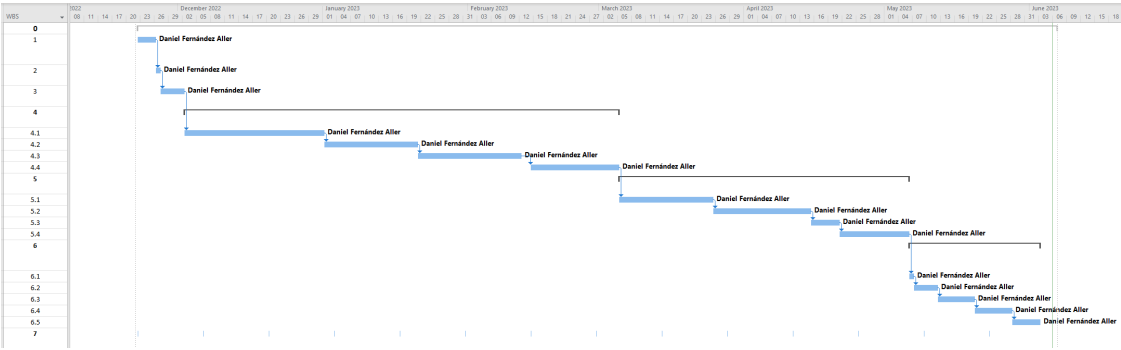 2022 December 2022 January 2023 February 2023 March 2023 April 2023 May 2023 June 2023
WBS 08 11 14 17 20 23 26 29 02 05 08 11 14 17 20 23 26 29 01 04 07 10 13 16 19 22 25 28 31 03 06 09 12 15 18 21 24 27 02 05 08 11 14 17 20 23 26 29 01 04 07 10 13 16 19 22 25 28 01 04 07 10 13 16 19 22 25 28 31 03 06 09 12 15 18
0
1 Daniel Fernández Aller
2 Daniel Fernández Aller
3 Daniel Fernández Aller
4
4.1 Daniel Fernández Aller
4.2 Daniel Fernández Aller
4.3 Daniel Fernández Aller
4.4 Daniel Fernández Aller
5
5.1 Daniel Fernández Aller
5.2 Daniel Fernández Aller
5.3 Daniel Fernández Aller
5.4 Daniel Fernández Aller
6
6.1 Daniel Fernández Aller
6.2 Daniel Fernández Aller
6.3 Daniel Fernández Aller
6.4 Daniel Fernández Aller
6.5 Daniel Fernández Aller
7